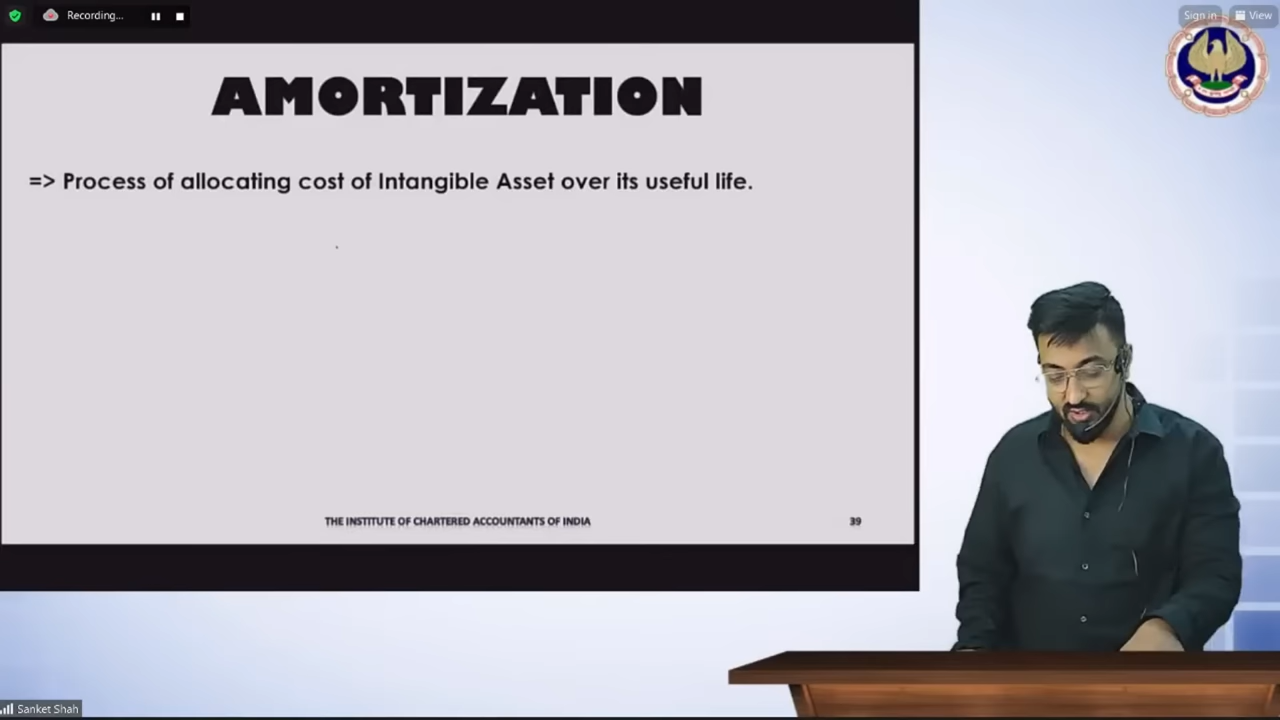 Recording...
Sign in
View
AMORTIZATION
=> Process of allocating cost of Intangible Asset over its useful life.
THE INSTITUTE OF CHARTERED ACCOUNTANTS OF INDIA
39
Sanket Shah